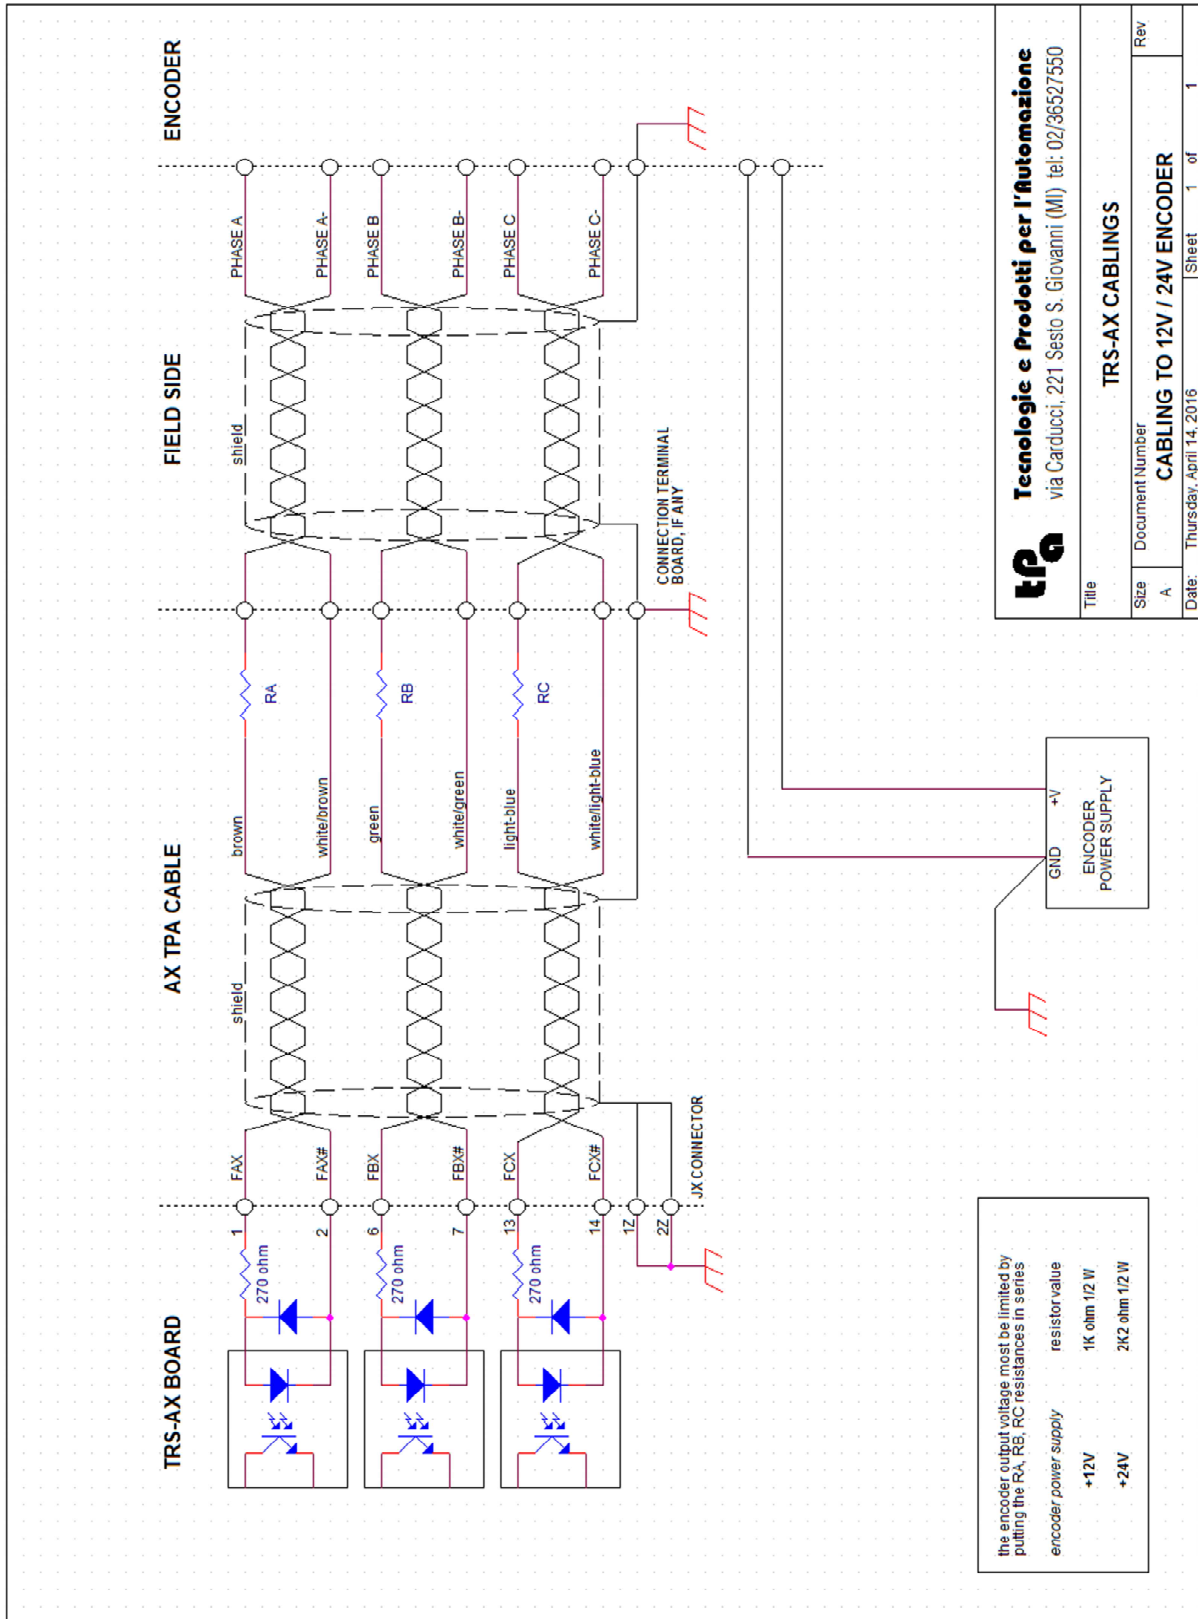 TRS-AX BOARD
AX TPA CABLE
FIELD SIDE
ENCODER
1
FAX
shield
brown
RA
shield
PHASE A
270 ohm
2
FAX#
white/brown
PHASE A-
6
FBX
green
RB
PHASE B
270 ohm
7
FBX#
white/green
PHASE B-
13
FCX
light-blue
RC
PHASE C
270 ohm
14
FCX#
white/light-blue
PHASE C-
1Z
2Z
JX CONNECTOR
CONNECTION TERMINAL
BOARD, IF ANY
GND
+V
ENCODER
POWER SUPPLY
the encoder output voltage most be limited by
putting the RA, RB, RC resistances in series
encoder power supply resistor value
+12V 1K ohm 1/2 W
+24V 2K2 ohm 1/2 W
tPa
Tecnologie e Prodotti per l'Automazione
via Carducci, 221 Sesto S. Giovanni (MI) tel: 02/36527550
Title
TRS-AX CABLINGS
Size Document Number Rev
A CABLING TO 12V / 24V ENCODER
Date: Thursday, April 14, 2016 Sheet 1 of 1